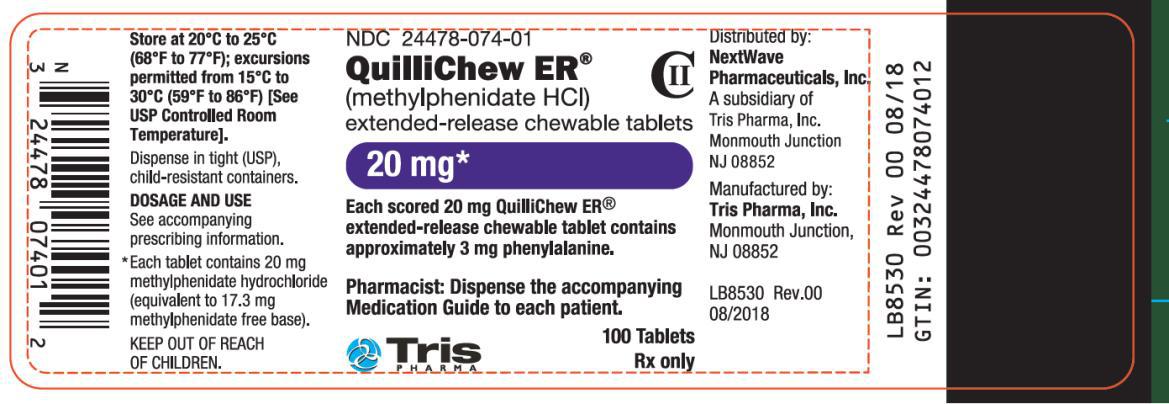 N
3 24478 07401 2
Store at 20°C to 25°C
(68°F to 77°F); excursions
permitted from 15°C to
30°C (59°F to 86°F) [See
USP Controlled Room
Temperature].
Dispense in tight (USP),
child-resistant containers.
DOSAGE AND USE
See accompanying
prescribing information.
*Each tablet contains 20 mg
methylphenidate hydrochloride
(equivalent to 17.3 mg
methylphenidate free base).
KEEP OUT OF REACH
OF CHILDREN.
NDC 24478-074-01
QuilliChew ER®
CII
(methylphenidate HCl)
extended-release chewable tablets
20 mg*
Each scored 20 mg QuilliChew ER®
extended-release chewable tablet contains
approximately 3 mg phenylalanine.
Pharmacist: Dispense the accompanying
Medication Guide to each patient.
Tris
PHARMA
100 Tablets
Rx only
Distributed by:
NextWave
Pharmaceuticals, Inc.
A subsidiary of
Tris Pharma, Inc.
Monmouth Junction
NJ 08852
Manufactured by:
Tris Pharma, Inc.
Monmouth Junction,
NJ 08852
LB8530 Rev.00
08/2018
LB8530 Rev 00 08/18
GTIN: 00324478074012